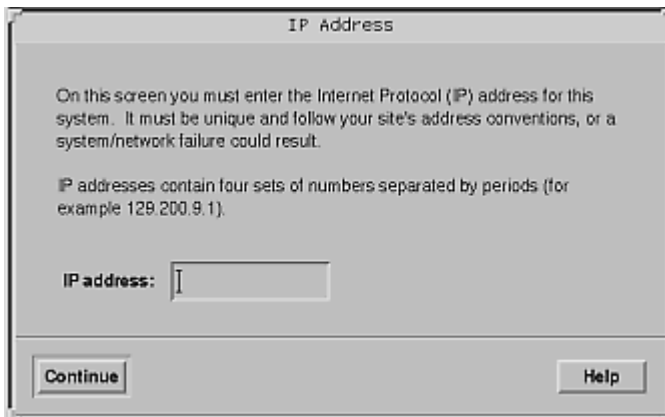 IP Address
On this screen you must enter the Internet Protocol (IP) address for this
system. It must be unique and follow your site's address conventions, or a
system/network failure could result.
IP addresses contain four sets of numbers separated by periods (for
example 129.200.9.1).
IP address:
Continue
Help